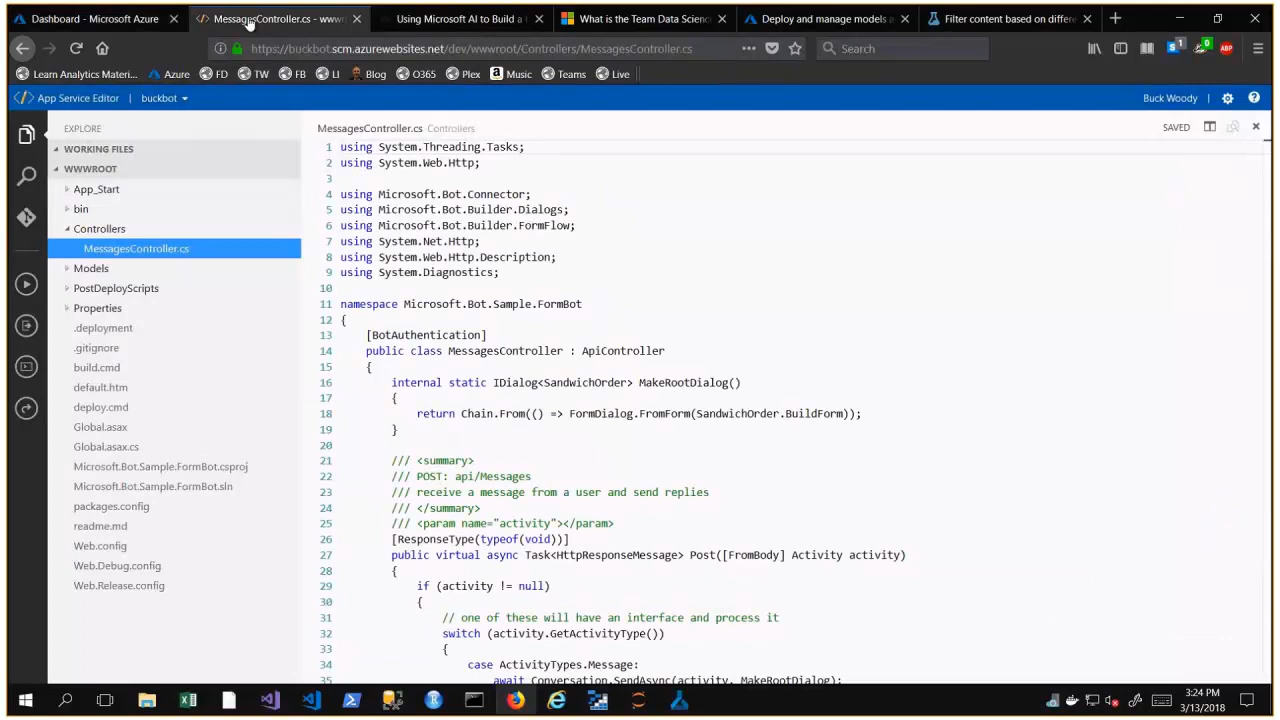 Dashboard - Microsoft Azure
MessagesController.cs - wwwr
Using Microsoft AI to Build a
What is the Team Data Scienc
Deploy and manage models a
Filter content based on differe
https://buckbot.scm.azurewebsites.net/dev/wwwroot/Controllers/MessagesController.cs
Search
1
0
ABP
Learn Analytics Materi...
Azure
FD
TW
FB
LI
Blog
O365
Plex
Music
Teams
Live
App Service Editor
buckbot
Buck Woody
EXPLORE
WORKING FILES
WWWROOT
App_Start
bin
Controllers
MessagesController.cs
Models
PostDeployScripts
Properties
.deployment
.gitignore
build.cmd
default.htm
deploy.cmd
Global.asax
Global.asax.cs
Microsoft.Bot.Sample.FormBot.csproj
Microsoft.Bot.Sample.FormBot.sln
packages.config
readme.md
Web.config
Web.Debug.config
Web.Release.config
MessagesController.cs Controllers
SAVED
1 using System.Threading.Tasks;
2 using System.Web.Http;
3
4 using Microsoft.Bot.Connector;
5 using Microsoft.Bot.Builder.Dialogs;
6 using Microsoft.Bot.Builder.FormFlow;
7 using System.Net.Http;
8 using System.Web.Http.Description;
9 using System.Diagnostics;
10
11 namespace Microsoft.Bot.Sample.FormBot
12 {
13 [BotAuthentication]
14 public class MessagesController : ApiController
15 {
16 internal static IDialog<SandwichOrder> MakeRootDialog()
17 {
18 return Chain.From(() => FormDialog.FromForm(SandwichOrder.BuildForm));
19 }
20
21 /// <summary>
22 /// POST: api/Messages
23 /// receive a message from a user and send replies
24 /// </summary>
25 /// <param name="activity"></param>
26 [ResponseType(typeof(void))]
27 public virtual async Task<HttpResponseMessage> Post([FromBody] Activity activity)
28 {
29 if (activity != null)
30 {
31 // one of these will have an interface and process it
32 switch (activity.GetActivityType())
33 {
34 case ActivityTypes.Message:
35 await Conversation.SendAsync(activity, MakeRootDialog);
3:24 PM
3/13/2018